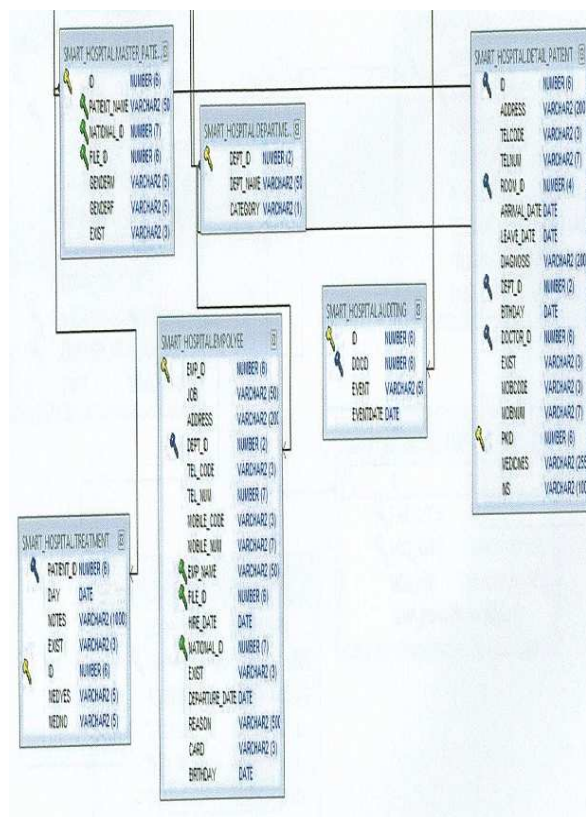 SMART_HOSPITAL.MASTER_PATIE...
ID NUMBER (6)
PATIENT_NAME VARCHAR2 (50
NATIONAL_ID NUMBER (7)
FILE_ID NUMBER (6)
GENDERM VARCHAR2 (5)
GENDERF VARCHAR2 (5)
EXIST VARCHAR2 (3)
SMART_HOSPITAL.DEPARTME...
DEPT_ID NUMBER (2)
DEPT_NAME VARCHAR2 (50
CATEGORY VARCHAR2 (1)
SMART_HOSPITAL.DETAIL_PATIENT
ID NUMBER (6)
ADDRESS VARCHAR2 (200
TELCODE VARCHAR2 (3)
TELNUM VARCHAR2 (7)
ROOM_ID NUMBER (4)
ARRIVAL_DATE DATE
LEAVE_DATE DATE
DIAGNOSIS VARCHAR2 (200
DEPT_ID NUMBER (2)
BITHDAY DATE
DOCTOR_ID NUMBER (6)
EXIST VARCHAR2 (3)
MOBCODE VARCHAR2 (3)
MOBNUM VARCHAR2 (7)
PKID NUMBER (6)
MEDICINES VARCHAR2 (255
INS VARCHAR2 (100
SMART_HOSPITAL.EMPOLYEE
EMP_ID NUMBER (6)
JOB VARCHAR2 (50)
ADDRESS VARCHAR2 (200
DEPT_ID NUMBER (2)
TEL_CODE VARCHAR2 (3)
TEL_NUM NUMBER (7)
MOBILE_CODE VARCHAR2 (3)
MOBILE_NUM VARCHAR2 (7)
EMP_NAME VARCHAR2 (50)
FILE_ID NUMBER (6)
HIRE_DATE DATE
NATIONAL_ID NUMBER (7)
EXIST VARCHAR2 (3)
DEPARTURE_DATE DATE
REASON VARCHAR2 (500
CARD VARCHAR2 (3)
BIRTHDAY DATE
SMART_HOSPITAL.AUDITING
ID NUMBER (6)
DOCID NUMBER (6)
EVENT VARCHAR2 (50
EVENTDATE DATE
SMART_HOSPITAL.TREATMENT
PATIENT_ID NUMBER (6)
DAY DATE
NOTES VARCHAR2 (1000)
EXIST VARCHAR2 (3)
ID NUMBER (6)
MEDYES VARCHAR2 (5)
MEDNO VARCHAR2 (5)